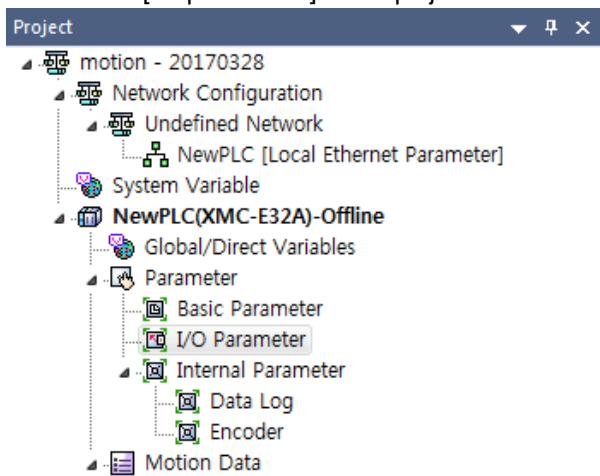 Project
motion - 20170328
Network Configuration
Undefined Network
NewPLC [Local Ethernet Parameter]
System Variable
NewPLC(XMC-E32A)-Offline
Global/Direct Variables
Parameter
Basic Parameter
I/O Parameter
Internal Parameter
Data Log
Encoder
Motion Data